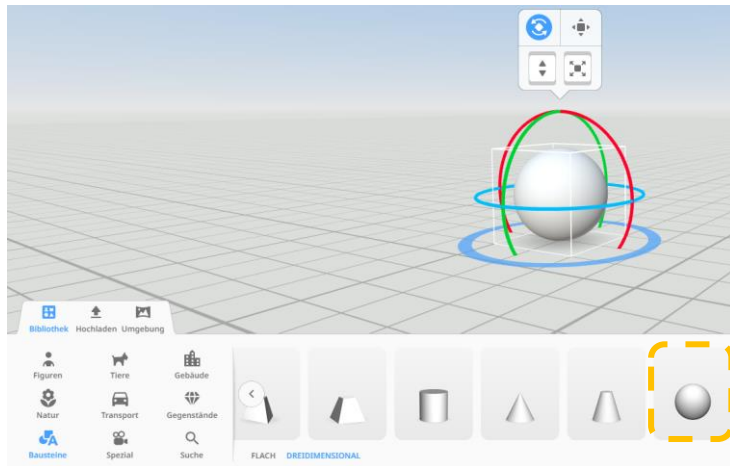 Bibliothek Hochladen Umgebung
Figuren Tiere Gebäude
Natur Transport Gegenstände
Bausteine Spezial Suche
FLACH DREIDIMENSIONAL